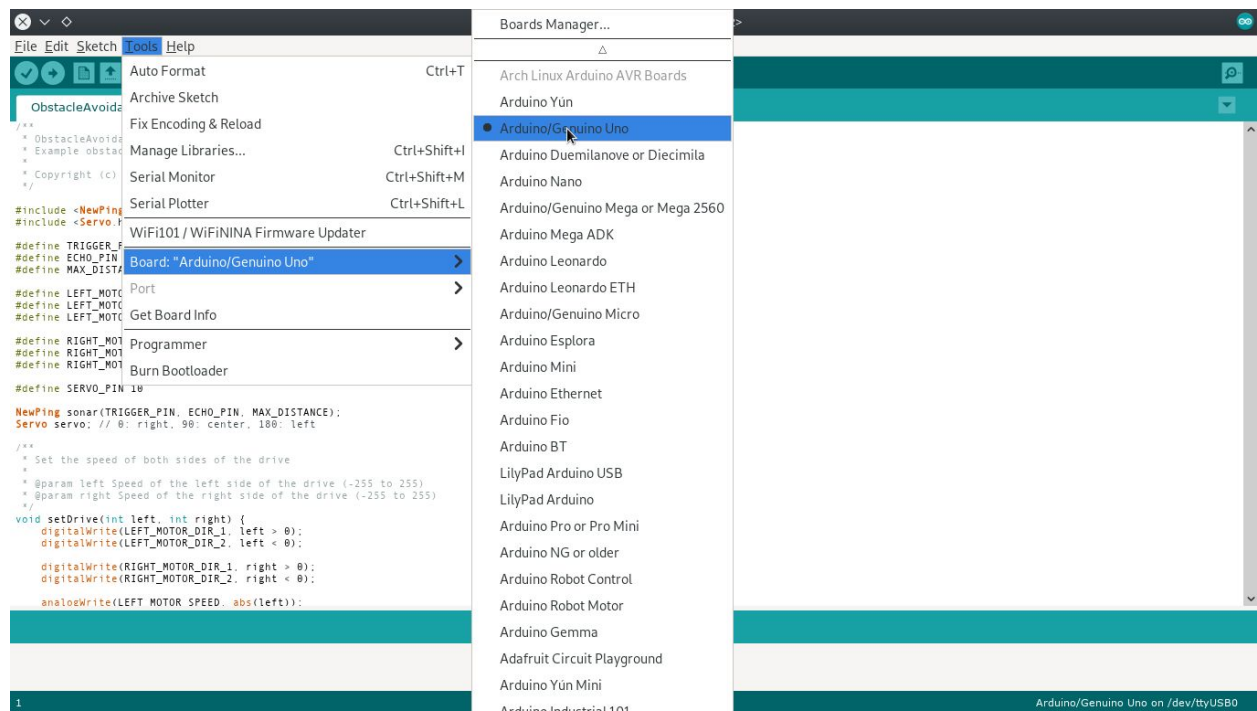 Boards Manager...
File Edit Sketch Tools Help
Auto Format Ctrl+T
Archive Sketch
Fix Encoding & Reload
Manage Libraries... Ctrl+Shift+I
Serial Monitor Ctrl+Shift+M
Serial Plotter Ctrl+Shift+L
WiFi101 / WiFiNINA Firmware Updater
Board: "Arduino/Genuino Uno"
Port
Get Board Info
Programmer
Burn Bootloader
Arch Linux Arduino AVR Boards
Arduino Yún
Arduino/Genuino Uno
Arduino Duemilanove or Diecimila
Arduino Nano
Arduino/Genuino Mega or Mega 2560
Arduino Mega ADK
Arduino Leonardo
Arduino Leonardo ETH
Arduino/Genuino Micro
Arduino Esplora
Arduino Mini
Arduino Ethernet
Arduino Fio
Arduino BT
LilyPad Arduino USB
LilyPad Arduino
Arduino Pro or Pro Mini
Arduino NG or older
Arduino Robot Control
Arduino Robot Motor
Arduino Gemma
Adafruit Circuit Playground
Arduino Yún Mini
Arduino Industrial 101
ObstacleAvoida
/**
* ObstacleAvoida
* Example obstac
*
* Copyright (c)
*/
#include <NewPing
#include <Servo.h
#define TRIGGER_P
#define ECHO_PIN
#define MAX_DISTA
#define LEFT_MOTO
#define LEFT_MOTO
#define LEFT_MOTO
#define RIGHT_MOT
#define RIGHT_MOT
#define RIGHT_MOT
#define SERVO_PIN 10
NewPing sonar(TRIGGER_PIN, ECHO_PIN, MAX_DISTANCE);
Servo servo; // 0: right, 90: center, 180: left
/**
* Set the speed of both sides of the drive
*
* @param left Speed of the left side of the drive (-255 to 255)
* @param right Speed of the right side of the drive (-255 to 255)
*/
void setDrive(int left, int right) {
digitalWrite(LEFT_MOTOR_DIR_1, left > 0);
digitalWrite(LEFT_MOTOR_DIR_2, left < 0);
digitalWrite(RIGHT_MOTOR_DIR_1, right > 0);
digitalWrite(RIGHT_MOTOR_DIR_2, right < 0);
analogWrite(LEFT_MOTOR_SPEED, abs(left));
1
Arduino/Genuino Uno on /dev/ttyUSB0